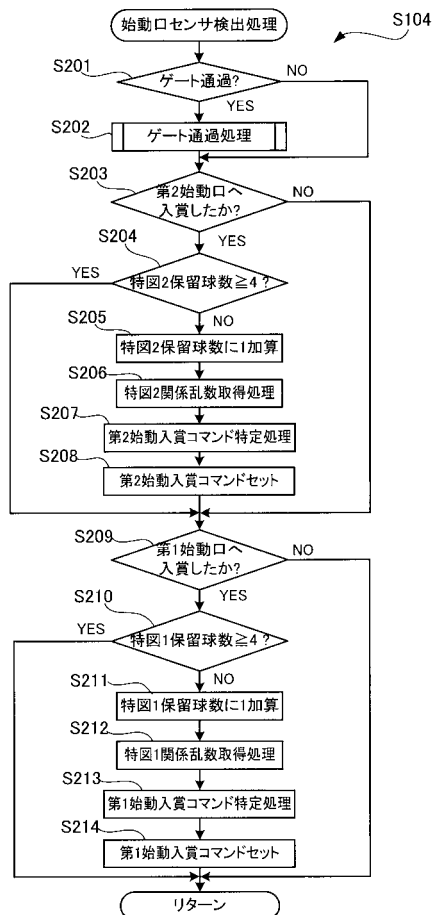 始動口センサ検出処理
S104
S201
ゲート通過?
NO
YES
S202
ゲート通過処理
S203
第2始動口へ
入賞したか?
NO
YES
S204
YES
特図2保留球数≧4?
NO
S205
特図2保留球数に1加算
S206
特図2関係乱数取得処理
S207
第2始動入賞コマンド特定処理
S208
第2始動入賞コマンドセット
S209
第1始動口へ
入賞したか?
NO
YES
S210
YES
特図1保留球数≧4?
NO
S211
特図1保留球数に1加算
S212
特図1関係乱数取得処理
S213
第1始動入賞コマンド特定処理
S214
第1始動入賞コマンドセット
リターン